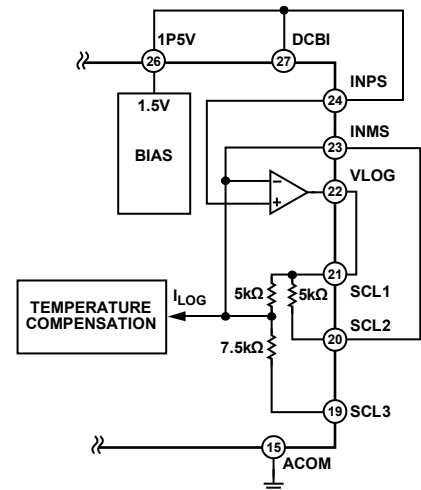 1P5V
DCBI
26
27
INPS
24
1.5V
BIAS
INMS
23
VLOG
22
−
+
21
SCL1
ILOG
5kΩ
5kΩ
TEMPERATURE
COMPENSATION
SCL2
20
7.5kΩ
19
SCL3
15
ACOM